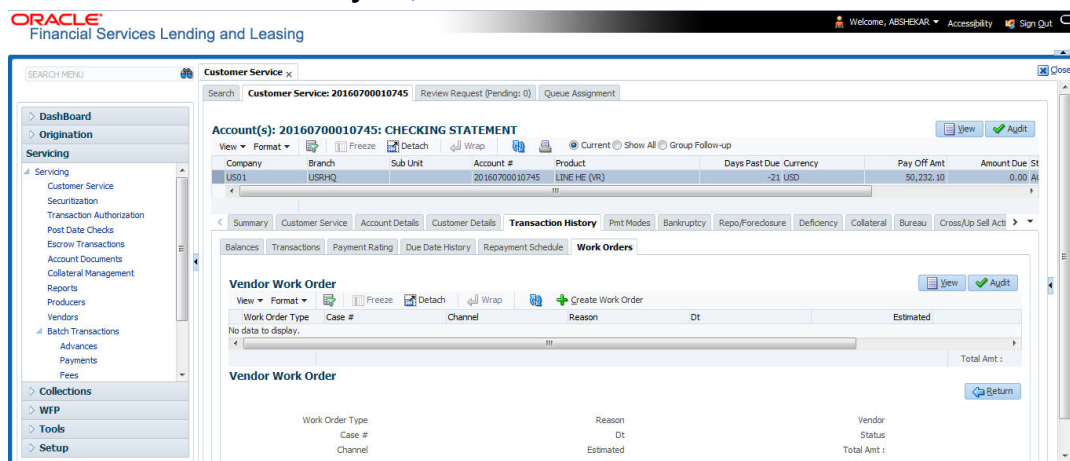 ORACLE
Financial Services Lending and Leasing
Welcome, ABSHEKAR Accessibility Sign Out
Close
SEARCH MENU
Customer Service x
Search Customer Service: 20160700010745 Review Request (Pending: 0) Queue Assignment
DashBoard
Origination
Servicing
Servicing
Customer Service
Securitization
Transaction Authorization
Post Date Checks
Escrow Transactions
Account Documents
Collateral Management
Reports
Producers
Vendors
Batch Transactions
Advances
Payments
Fees
Collections
WFP
Tools
Setup
Account(s): 20160700010745: CHECKING STATEMENT
View Audit
View Format Freeze Detach Wrap Current Show All Group Follow-up
Company Branch Sub Unit Account # Product Days Past Due Currency Pay Off Amt Amount Due St
US01 USRHQ 20160700010745 LINE HE (VR) -21 USD 50,232.10 0.00
Summary Customer Service Account Details Customer Details Transaction History Pmt Modes Bankruptcy Repo/Foreclosure Deficiency Collateral Bureau Cross/Up Sell Acti
Balances Transactions Payment Rating Due Date History Repayment Schedule Work Orders
Vendor Work Order
View Audit
View Format Freeze Detach Wrap Create Work Order
Work Order Type Case # Channel Reason Dt Estimated
No data to display.
Total Amt :
Vendor Work Order
Return
Work Order Type Reason Vendor
Case # Dt Status
Channel Estimated Total Amt :